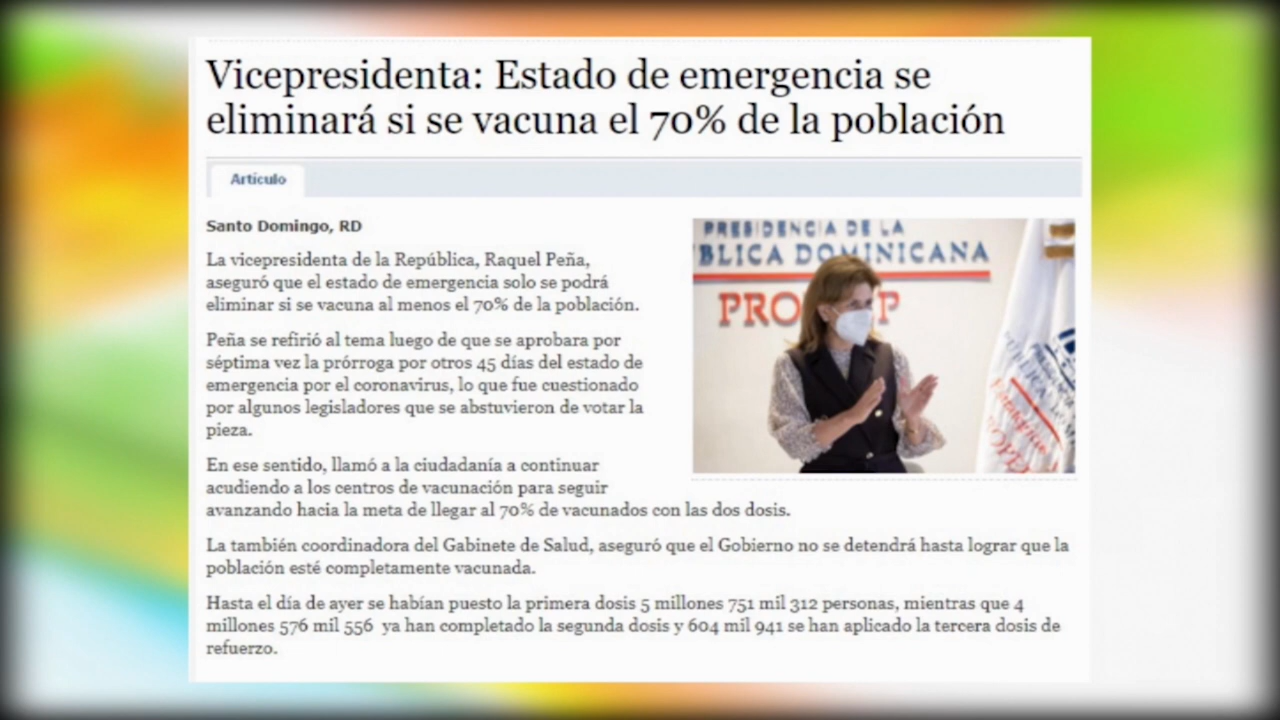 Vicepresidenta: Estado de emergencia se
eliminará si se vacuna el 70% de la población
Artículo
Santo Domingo, RD
La vicepresidenta de la República, Raquel Peña,
aseguró que el estado de emergencia solo se podrá
eliminar si se vacuna al menos el 70% de la población.
Peña se refirió al tema luego de que se aprobara por
séptima vez la prórroga por otros 45 días del estado de
emergencia por el coronavirus, lo que fue cuestionado
por algunos legisladores que se abstuvieron de votar la
pieza.
En ese sentido, llamó a la ciudadanía a continuar
acudiendo a los centros de vacunación para seguir
avanzando hacia la meta de llegar al 70% de vacunados con las dos dosis.
La también coordinadora del Gabinete de Salud, aseguró que el Gobierno no se detendrá hasta lograr que la
población esté completamente vacunada.
Hasta el día de ayer se habían puesto la primera dosis 5 millones 751 mil 312 personas, mientras que 4
millones 576 mil 556 ya han completado la segunda dosis y 604 mil 941 se han aplicado la tercera dosis de
refuerzo.
PRESIDENCIA DE LA
BLICA DOMINICANA
PRO P